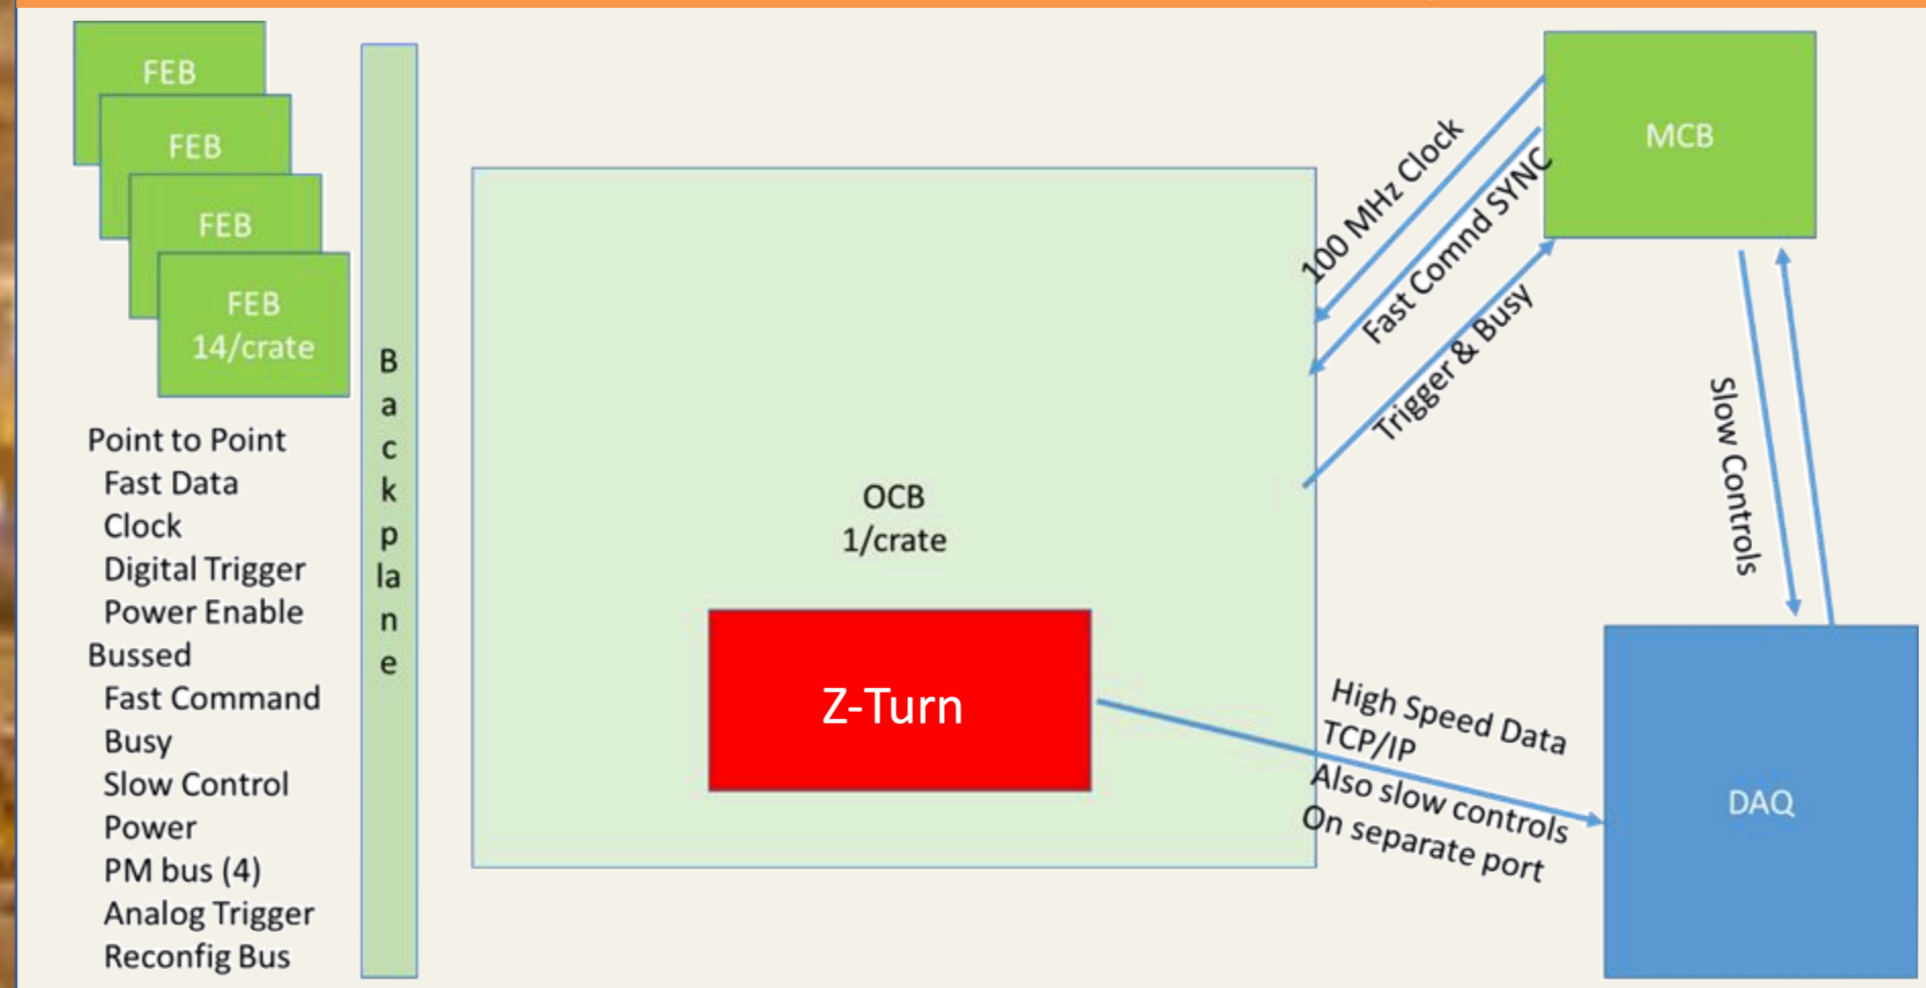 FEB
FEB
FEB
FEB
14/crate
Point to Point
Fast Data
Clock
Digital Trigger
Power Enable
Bussed
Fast Command
Busy
Slow Control
Power
PM bus (4)
Analog Trigger
Reconfig Bus
Backplane
OCB
1/crate
Z-Turn
100 MHz Clock
Fast Comnd SYNC
Trigger & Busy
MCB
Slow Controls
High Speed Data
TCP/IP
Also slow controls
On separate port
DAQ